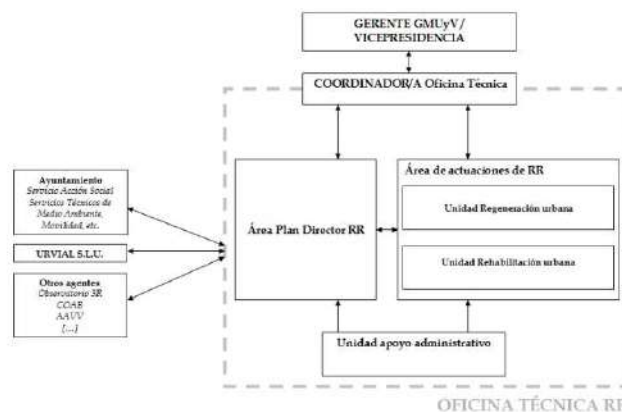 GERENTE GMUyV/
VICEPRESIDENCIA
COORDINADOR/A Oficina Técnica
Ayuntamiento
Servicio Acción Social
Servicios Técnicos de
Medio Ambiente,
Movilidad, etc.
URVIAL S.L.U.
Otros agentes
Observatorio 3R
COAB
AAVV
[...]
Área Plan Director RR
Área de actuaciones de RR
Unidad Regeneración urbana
Unidad Rehabilitación urbana
Unidad apoyo administrativo
OFICINA TÉCNICA RR